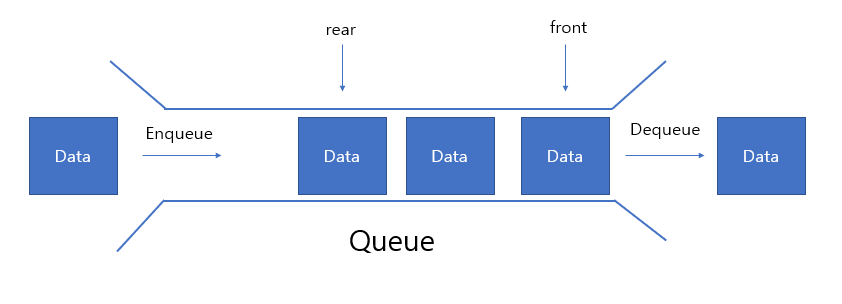 rear
front
Data
Enqueue
Data
Data
Data
Dequeue
Data
Queue